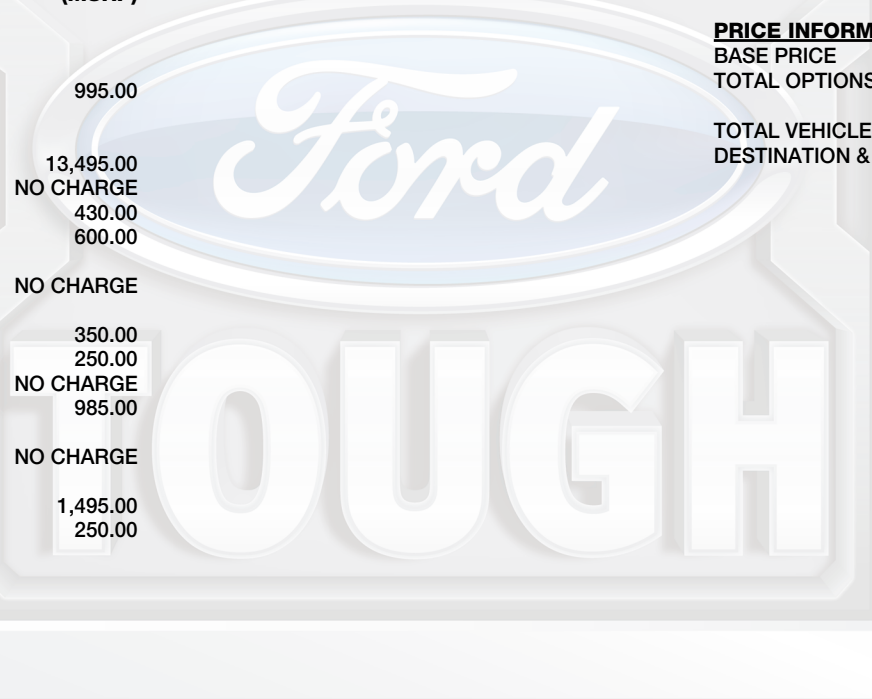 995.00
13,495.00
NO CHARGE
430.00
600.00
NO CHARGE
350.00
250.00
NO CHARGE
985.00
NO CHARGE
1,495.00
250.00
PRICE INFORM
BASE PRICE
TOTAL OPTIONS
TOTAL VEHICLE
DESTINATION &
Ford
TOUGH